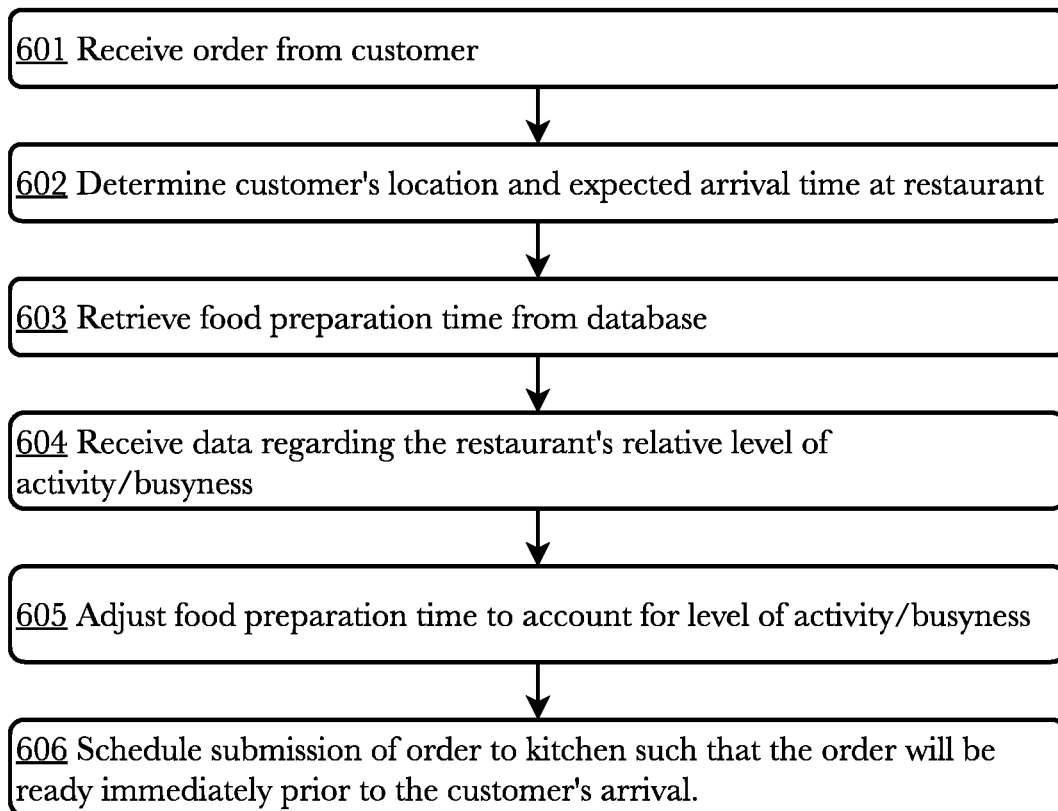 601 Receive order from customer
602 Determine customer's location and expected arrival time at restaurant
603 Retrieve food preparation time from database
604 Receive data regarding the restaurant's relative level of
activity/busyness
605 Adjust food preparation time to account for level of activity/busyness
606 Schedule submission of order to kitchen such that the order will be
ready immediately prior to the customer's arrival.